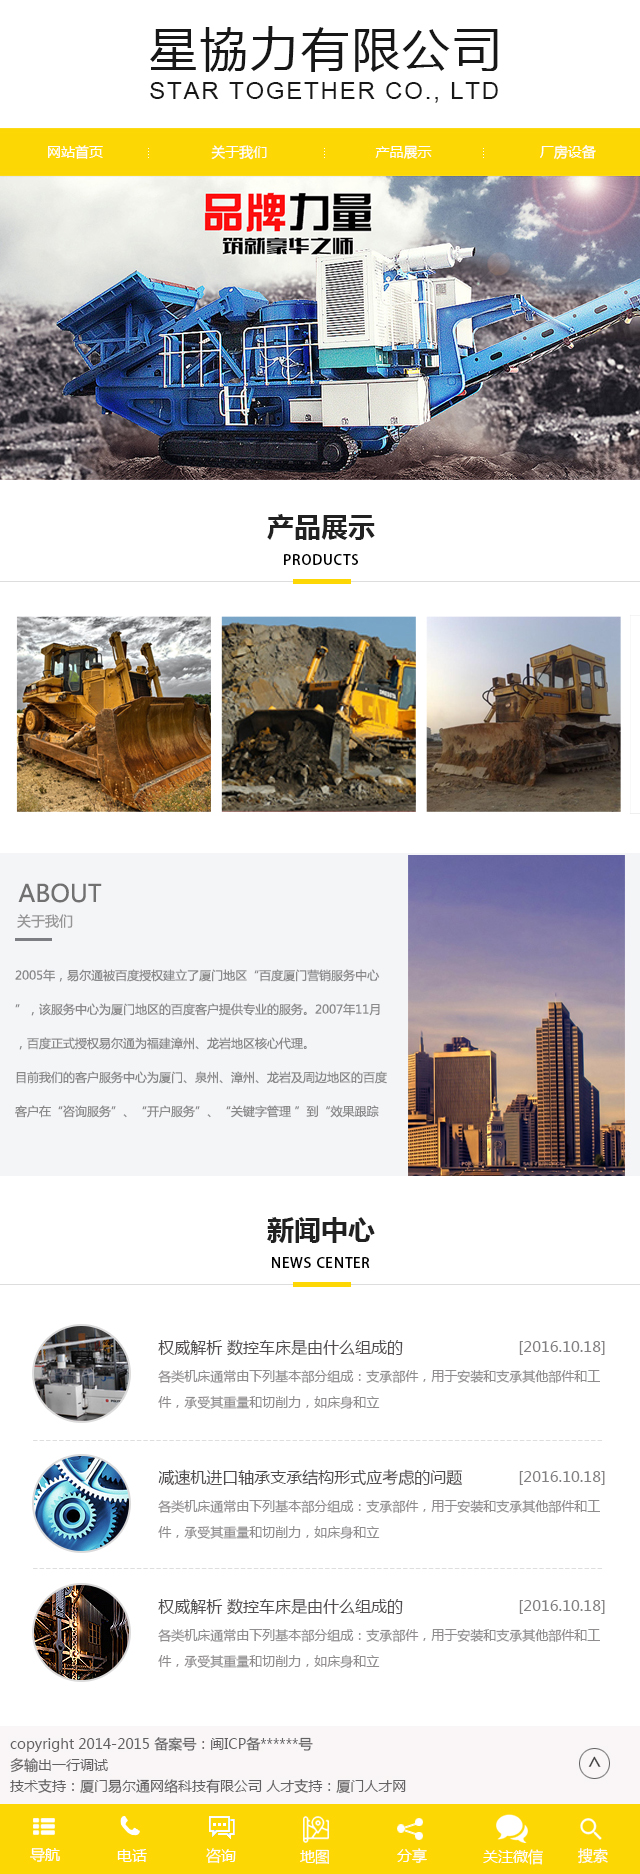 星協力有限公司
STAR TOGETHER CO., LTD
网站首页 关于我们 产品展示 厂房设备
品牌力量
筑新豪华之师
产品展示
PRODUCTS
ABOUT
关于我们
2005年，易尔通被百度授权建立了厦门地区“百度厦门营销服务中心
”，该服务中心为厦门地区的百度客户提供专业的服务。2007年11月
，百度正式授权易尔通为福建漳州、龙岩地区核心代理。
目前我们的客户服务中心为厦门、泉州、漳州、龙岩及周边地区的百度
客户在“咨询服务”、“开户服务”、“关键字管理 ”到“效果跟踪
新闻中心
NEWS CENTER
权威解析 数控车床是由什么组成的 [2016.10.18]
各类机床通常由下列基本部分组成：支承部件，用于安装和支承其他部件和工
件，承受其重量和切削力，如床身和立
减速机进口轴承支承结构形式应考虑的问题 [2016.10.18]
各类机床通常由下列基本部分组成：支承部件，用于安装和支承其他部件和工
件，承受其重量和切削力，如床身和立
权威解析 数控车床是由什么组成的 [2016.10.18]
各类机床通常由下列基本部分组成：支承部件，用于安装和支承其他部件和工
件，承受其重量和切削力，如床身和立
copyright 2014-2015 备案号：闽ICP备******号
多输出一行调试
技术支持：厦门易尔通网络科技有限公司 人才支持：厦门人才网
导航 电话 咨询 地图 分享 关注微信 搜索